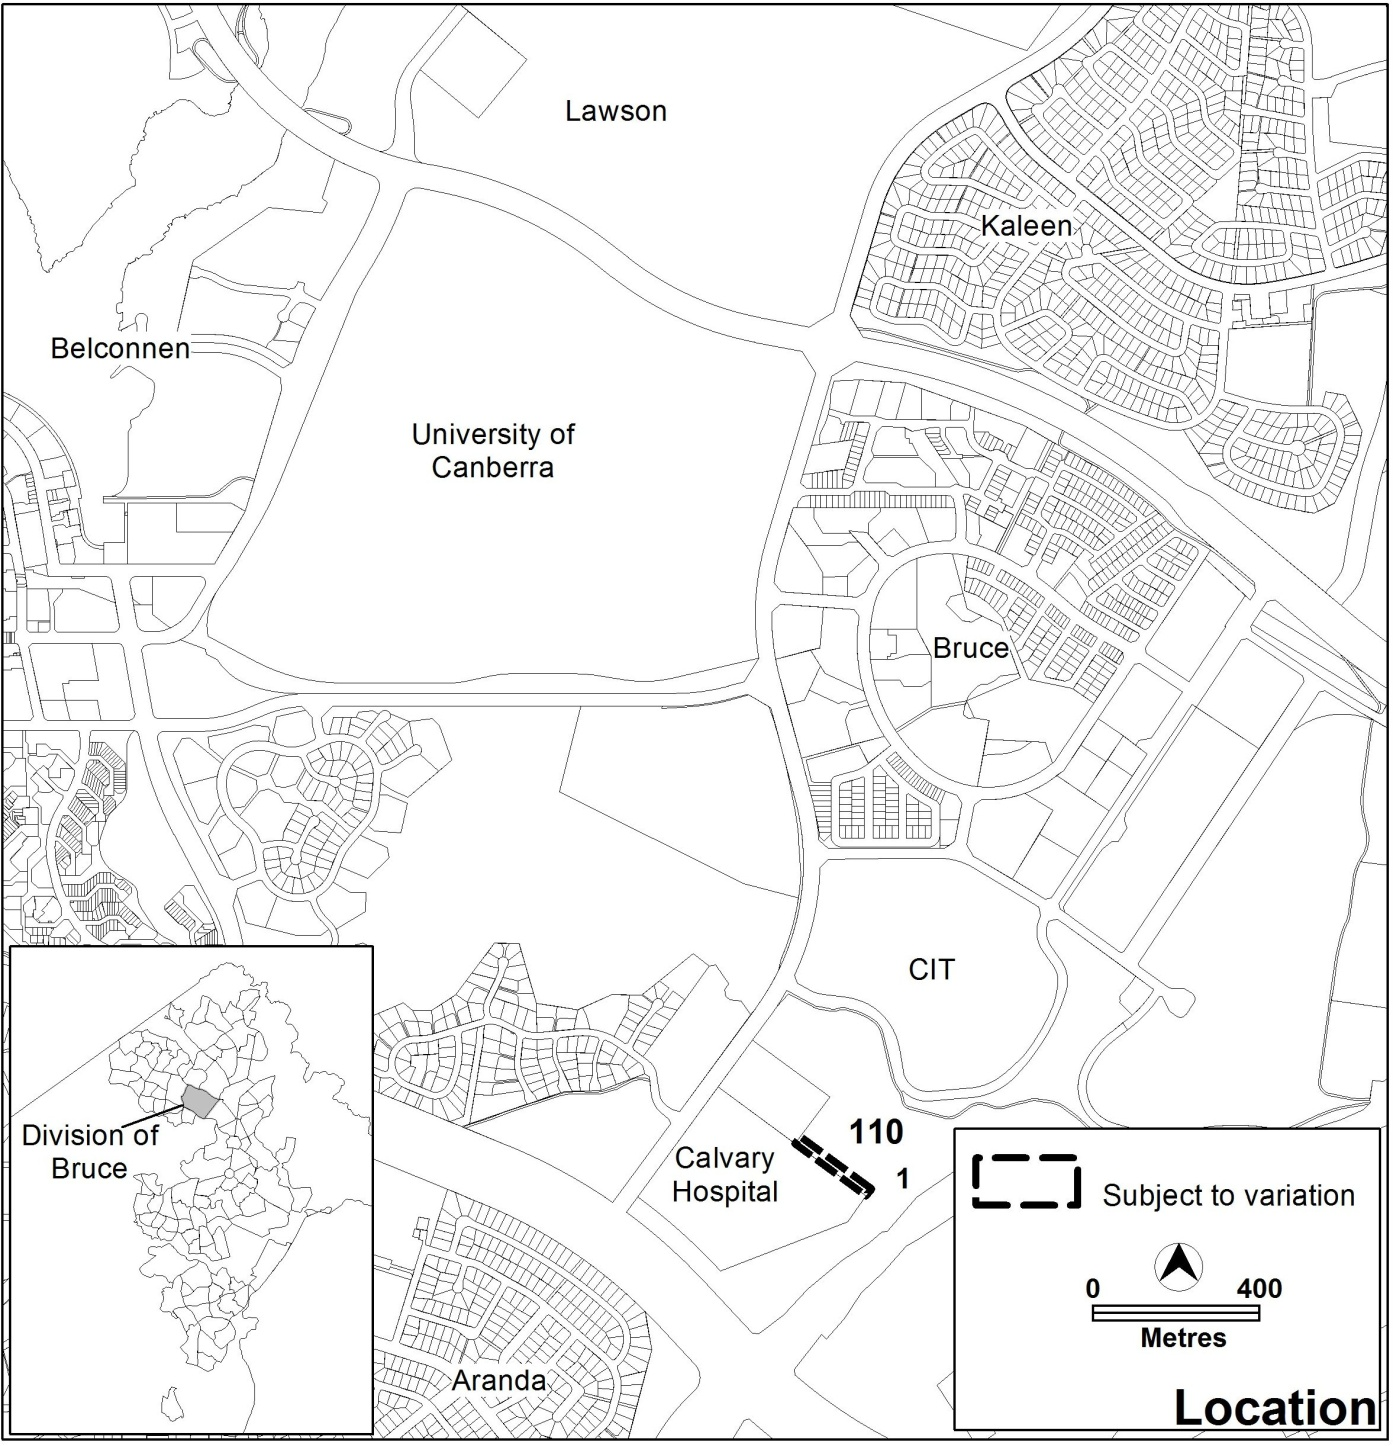 Lawson
Kaleen
Belconnen
University of
Canberra
Bruce
CIT
Division of
Bruce
110
Calvary
Hospital
1
Subject to variation
0 400
Metres
Aranda
Location